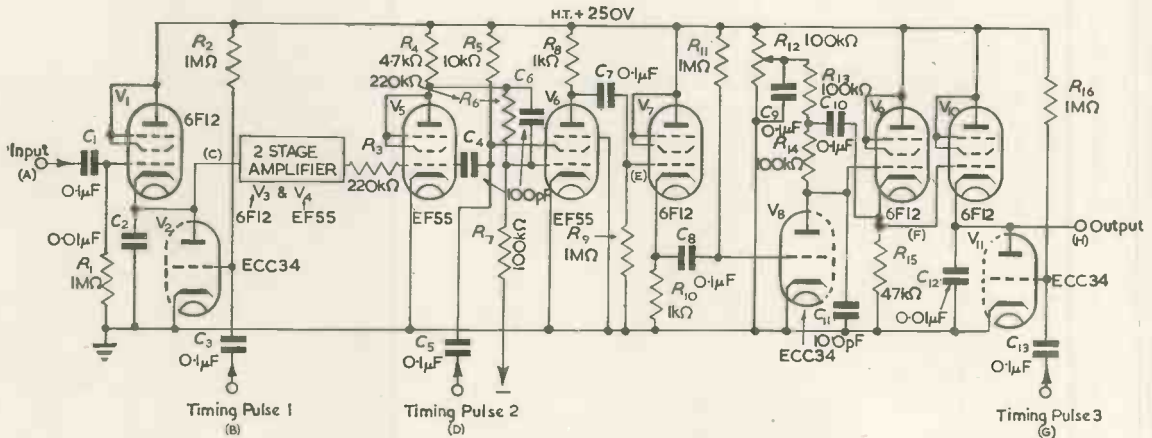 H.T. + 250V
R2
1MΩ
R4
47kΩ
220kΩ
R5
10kΩ
R8
1kΩ
C6
C7
0·1μF
R11
1MΩ
R12 100kΩ
R13
100kΩ
C10
0·1μF
R16
1MΩ
V1
6F12
C1
Input
(A)
0·1μF
(C)
2 STAGE
AMPLIFIER
V3 & V4
6F12
EF55
R3
220kΩ
V5
R6
C4
EF55
100pF
V6
EF55
V7
(E)
6F12
C9
0·1μF
R14
100kΩ
V9
6F12
V10
6F12
(F)
C2
0·01μF
R1
1MΩ
V2
ECC34
R7
100kΩ
R9
1MΩ
C8
0·1μF
R10
1kΩ
V8
ECC34
C11
100pF
R15
47kΩ
C12
0·01μF
V11
Output
(H)
ECC34
C3
0·1μF
C5
0·1μF
C13
0·1μF
Timing Pulse 1
(B)
Timing Pulse 2
(D)
Timing Pulse 3
(G)